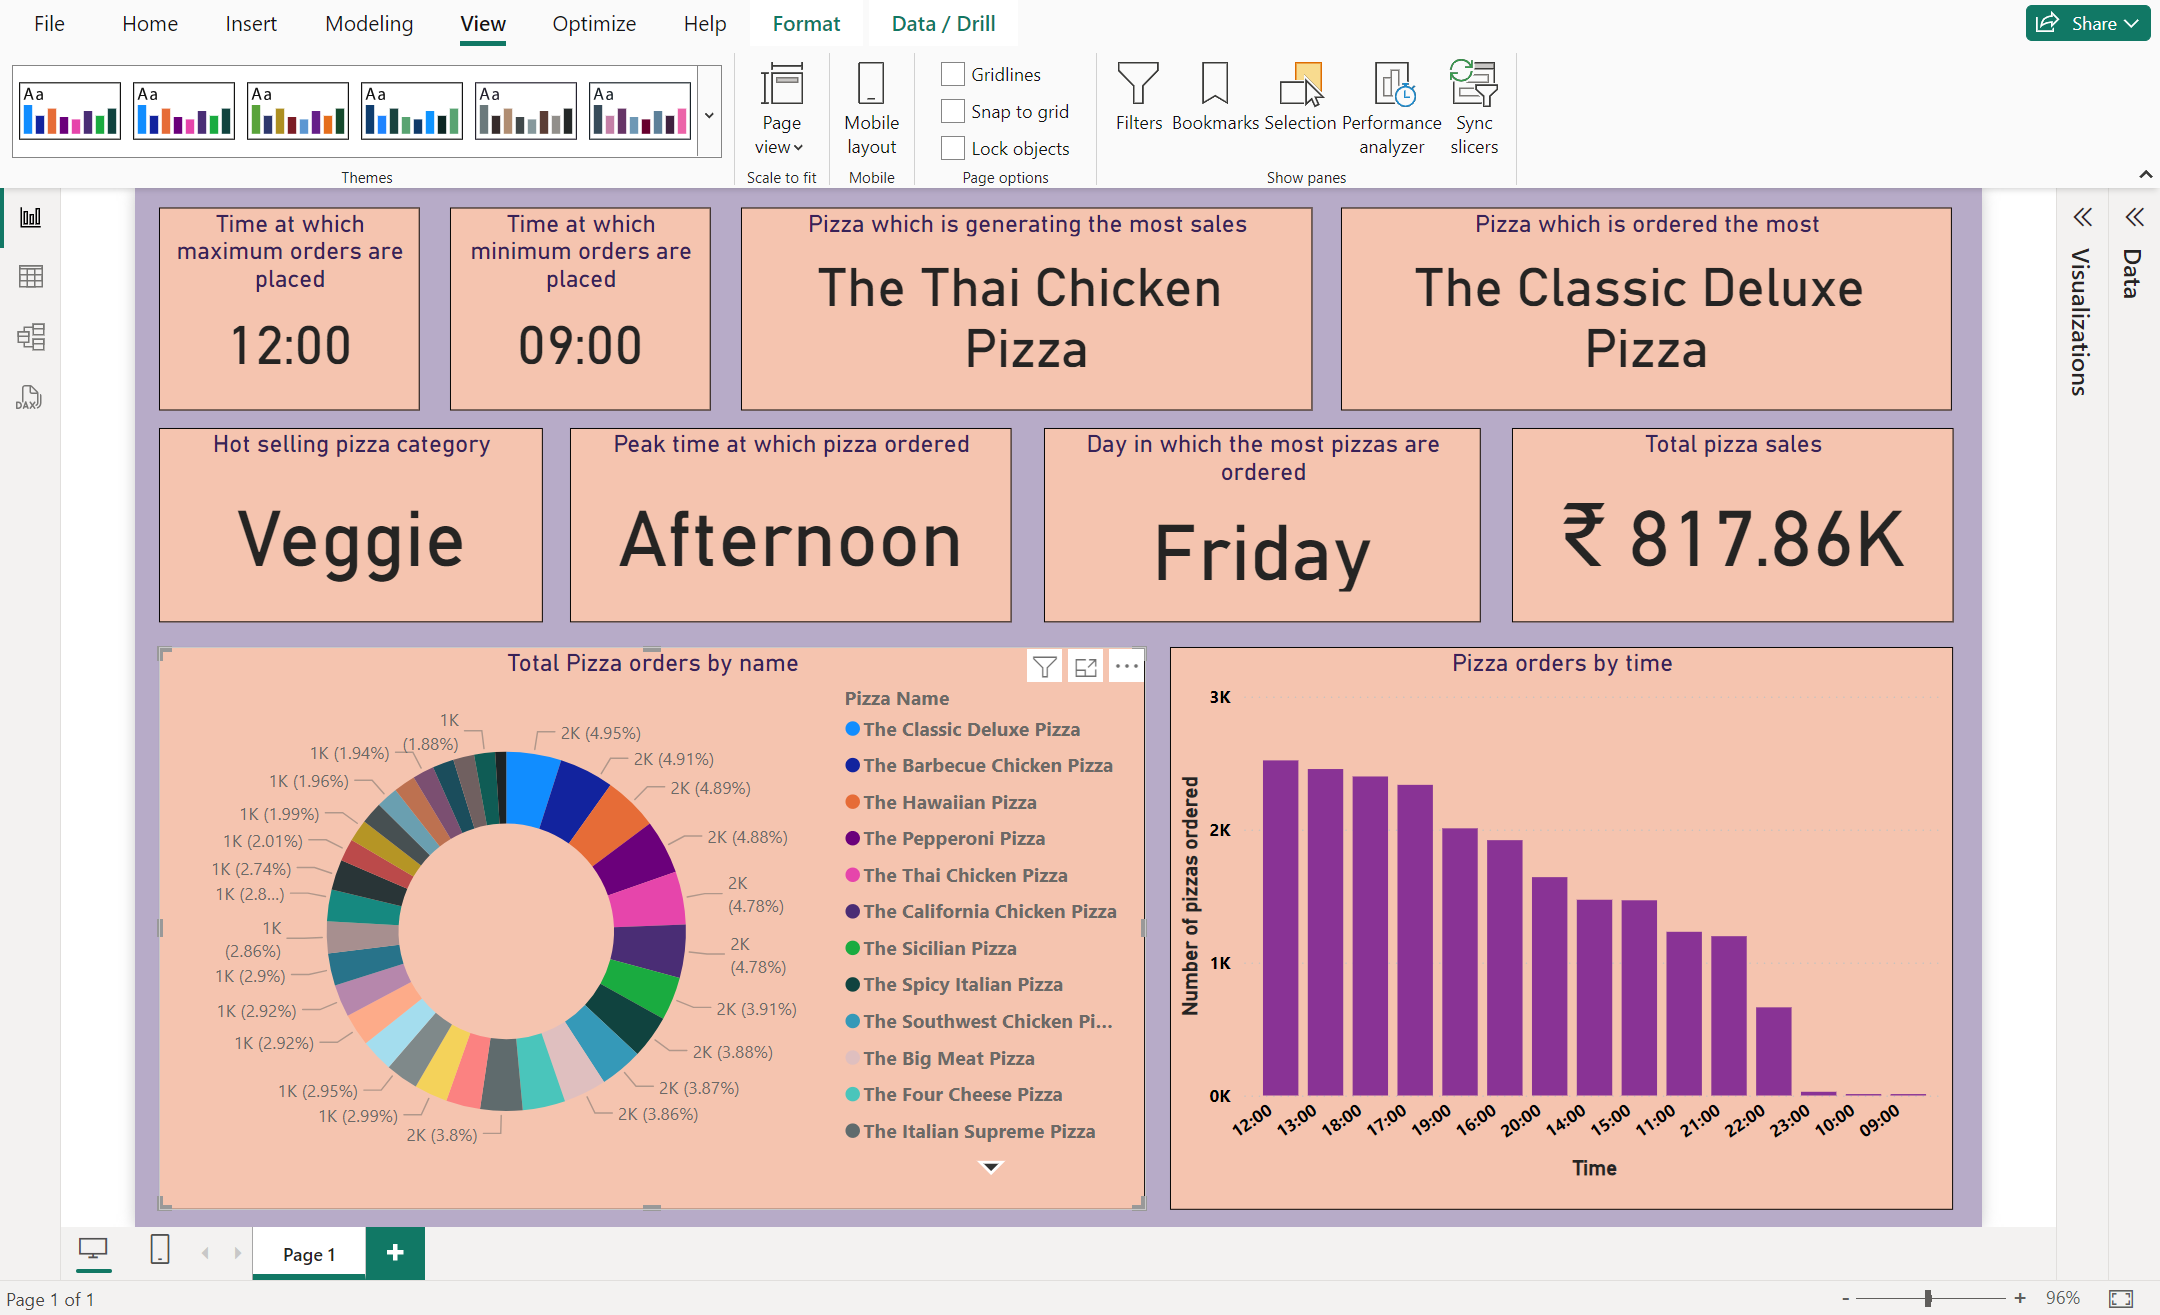 File Home Insert Modeling View Optimize Help Format Data / Drill Share
Aa Aa Aa Aa Aa Aa
Page view
Mobile layout
Gridlines
Snap to grid
Lock objects
Filters
Bookmarks
Selection
Performance analyzer
Sync slicers
Themes
Scale to fit
Mobile
Page options
Show panes
DAX
Visualizations
Data
Time at which
maximum orders are
placed
12:00
Time at which
minimum orders are
placed
09:00
Pizza which is generating the most sales
The Thai Chicken
Pizza
Pizza which is ordered the most
The Classic Deluxe
Pizza
Hot selling pizza category
Veggie
Peak time at which pizza ordered
Afternoon
Day in which the most pizzas are
ordered
Friday
Total pizza sales
₹ 817.86K
Total Pizza orders by name
2K (4.95%)
2K (4.91%)
2K (4.89%)
2K (4.88%)
2K
(4.78%)
2K
(4.78%)
2K (3.91%)
2K (3.88%)
2K (3.87%)
2K (3.86%)
2K (3.8%)
1K (2.99%)
1K (2.95%)
1K (2.92%)
1K (2.92%)
1K (2.9%)
1K
(2.86%)
1K (2.8...)
1K (2.74%)
1K (2.01%)
1K (1.99%)
1K (1.96%)
1K (1.94%)
1K
(1.88%)
Pizza Name
The Classic Deluxe Pizza
The Barbecue Chicken Pizza
The Hawaiian Pizza
The Pepperoni Pizza
The Thai Chicken Pizza
The California Chicken Pizza
The Sicilian Pizza
The Spicy Italian Pizza
The Southwest Chicken Pi...
The Big Meat Pizza
The Four Cheese Pizza
The Italian Supreme Pizza
Pizza orders by time
Number of pizzas ordered
3K
2K
1K
0K
12:00 13:00 18:00 17:00 19:00 16:00 20:00 14:00 15:00 11:00 21:00 22:00 23:00 10:00 09:00
Time
Page 1
+
Page 1 of 1
- + 96%